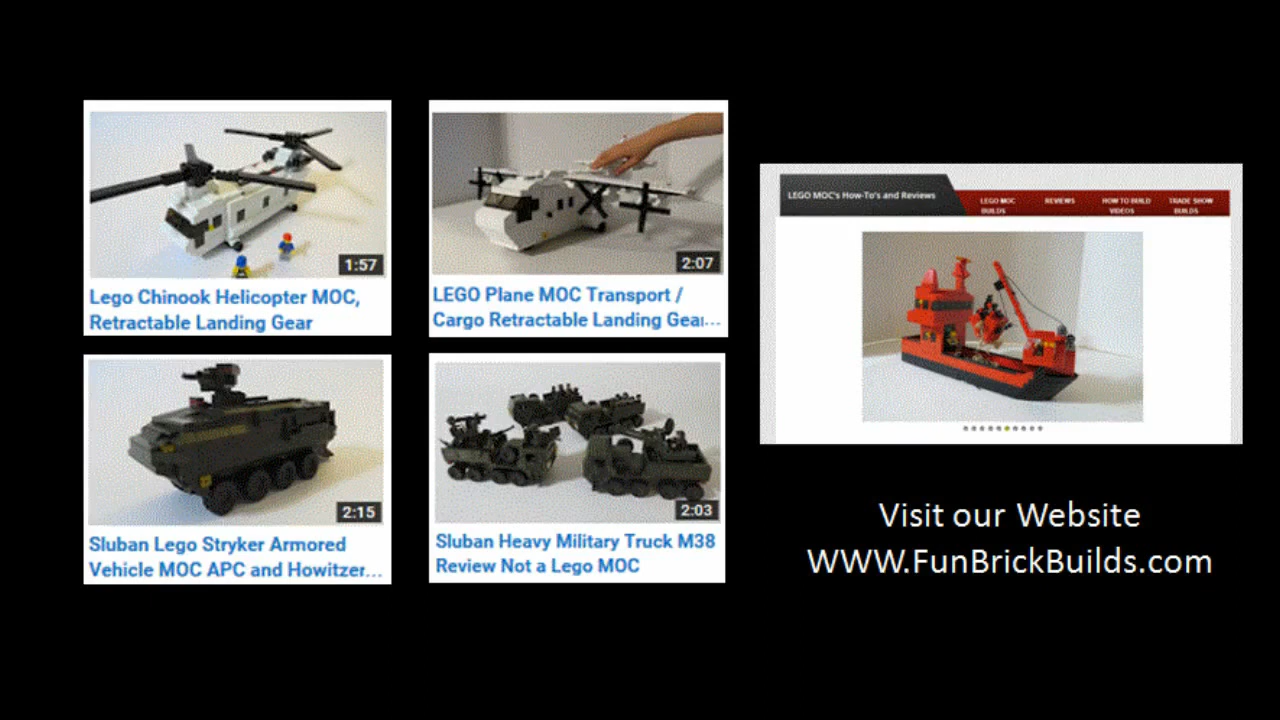 1:57
Lego Chinook Helicopter MOC,
Retractable Landing Gear
2:07
LEGO Plane MOC Transport /
Cargo Retractable Landing Gear...
2:15
Sluban Lego Stryker Armored
Vehicle MOC APC and Howitzer...
2:03
Sluban Heavy Military Truck M38
Review Not a Lego MOC
LEGO MOC's How-To's and Reviews
LEGO MOC BUILDS
REVIEWS
HOW TO BUILD VIDEOS
TRADE SHOW BUILDS
Visit our Website
WWW.FunBrickBuilds.com